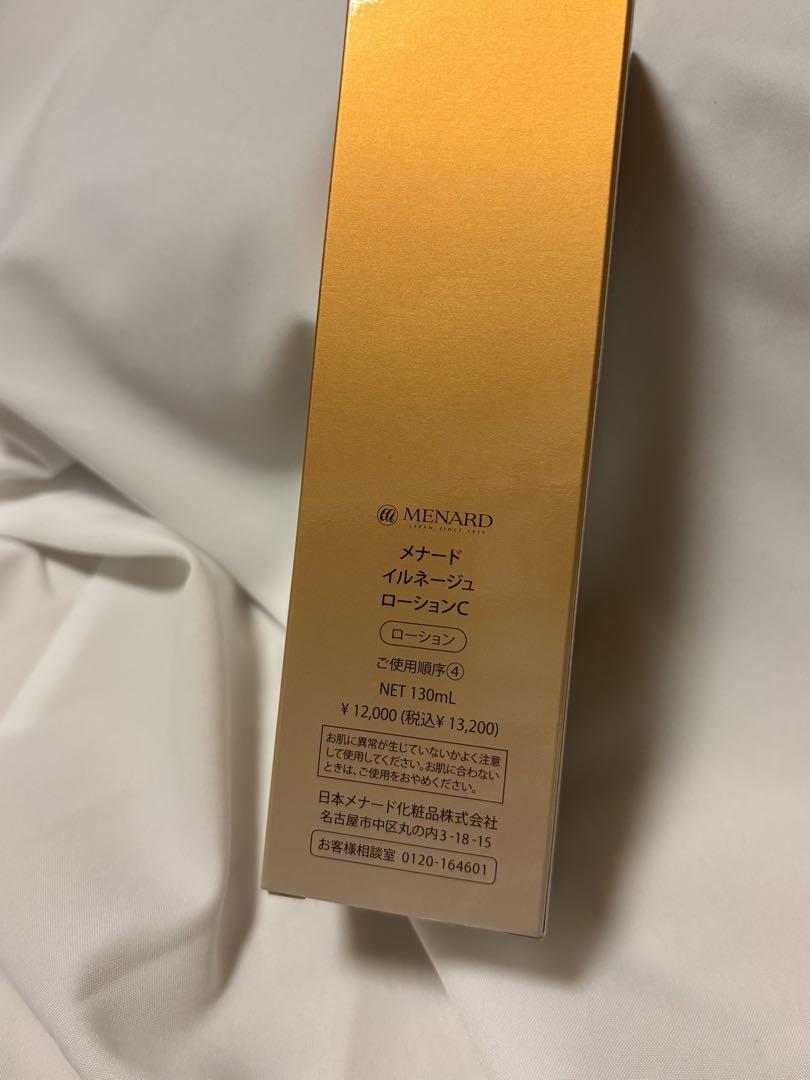 MENARD
JAPAN, SINCE 1959
メナード
イルネージュ
ローションC
ローション
ご使用順序④
NET 130mL
¥12,000 (税込¥13,200)
お肌に異常が生じていないかよく注意
して使用してください。お肌に合わない
ときは、ご使用をおやめください。
日本メナード化粧品株式会社
名古屋市中区丸の内3-18-15
お客様相談室 0120-164601